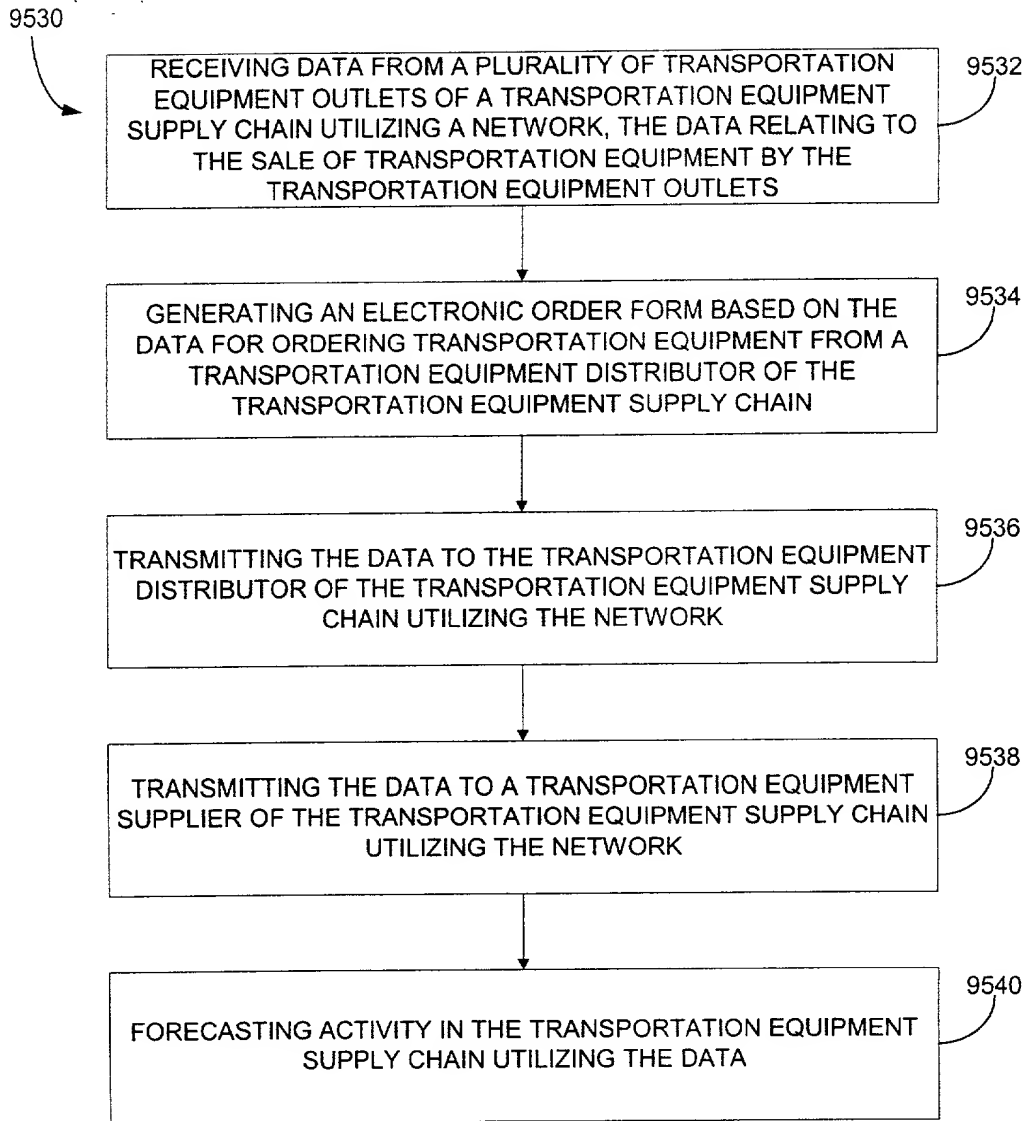 9530
RECEIVING DATA FROM A PLURALITY OF TRANSPORTATION
EQUIPMENT OUTLETS OF A TRANSPORTATION EQUIPMENT
SUPPLY CHAIN UTILIZING A NETWORK, THE DATA RELATING TO
THE SALE OF TRANSPORTATION EQUIPMENT BY THE
TRANSPORTATION EQUIPMENT OUTLETS
9532
GENERATING AN ELECTRONIC ORDER FORM BASED ON THE
DATA FOR ORDERING TRANSPORTATION EQUIPMENT FROM A
TRANSPORTATION EQUIPMENT DISTRIBUTOR OF THE
TRANSPORTATION EQUIPMENT SUPPLY CHAIN
9534
TRANSMITTING THE DATA TO THE TRANSPORTATION EQUIPMENT
DISTRIBUTOR OF THE TRANSPORTATION EQUIPMENT SUPPLY
CHAIN UTILIZING THE NETWORK
9536
TRANSMITTING THE DATA TO A TRANSPORTATION EQUIPMENT
SUPPLIER OF THE TRANSPORTATION EQUIPMENT SUPPLY CHAIN
UTILIZING THE NETWORK
9538
FORECASTING ACTIVITY IN THE TRANSPORTATION EQUIPMENT
SUPPLY CHAIN UTILIZING THE DATA
9540